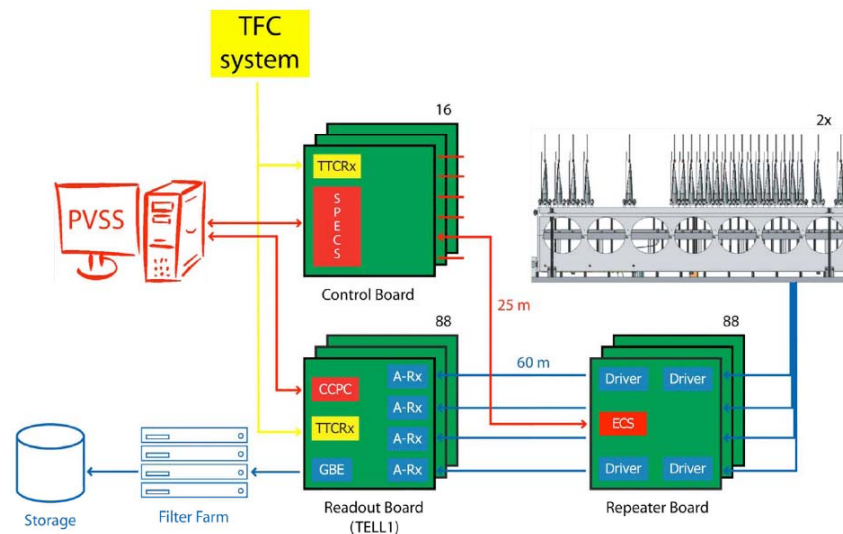 TFC
system
16
2x
TTCRx
S
P
E
C
S
PVSS
Control Board
25 m
88
88
60 m
CCPC
A-Rx
Driver
Driver
A-Rx
TTCRx
ECS
A-Rx
GBE
A-Rx
Driver
Driver
Storage
Filter Farm
Readout Board
(TELL1)
Repeater Board